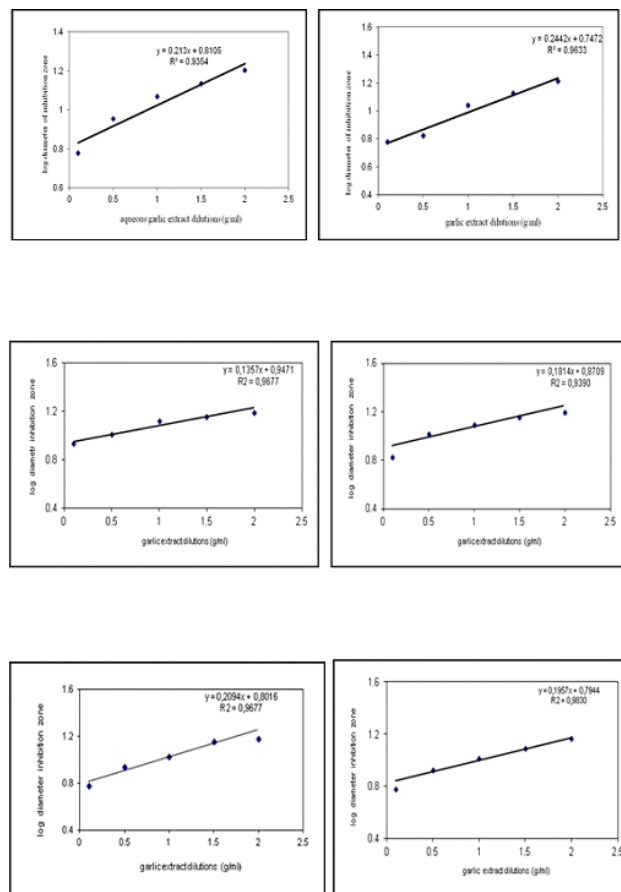 y = 0.213x + 0.8105
R² = 0.9354
1.4
1.2
1
0.8
0.6
0 0.5 1 1.5 2 2.5
log diameter of inhibition zone
aqueous garlic extract dilutions (g/ml)
y = 0.2442x + 0.7472
R² = 0.9633
1.6
1.4
1.2
1
0.8
0.6
0.4
0 0.5 1 1.5 2 2.5
log diameter of inhibition zone
garlic extract dilutions (g/ml)
y = 0,1357x + 0,9471
R2 = 0,9677
1.6
1.2
0.8
0.4
0 0.5 1 1.5 2 2.5
log diametr inhibition zone
garlic extract dilutions (g/ml)
y = 0,1814x + 0,8709
R2 = 0,9390
1.6
1.2
0.8
0.4
0 0.5 1 1.5 2 2.5
log diameter inhibition zone
garlic extract dilutions (g/ml)
y = 0,2094x + 0,8016
R2 = 0,9677
1.6
1.2
0.8
0.4
0 0.5 1 1.5 2 2.5
log diameter inhibition zone
garlic extract dilutions (g/ml)
y = 0,1957x + 0,7944
R2 = 0,9830
1.6
1.2
0.8
0.4
0 0.5 1 1.5 2 2.5
log diameter inhibition zone
garlic extract dilutions (g/ml)